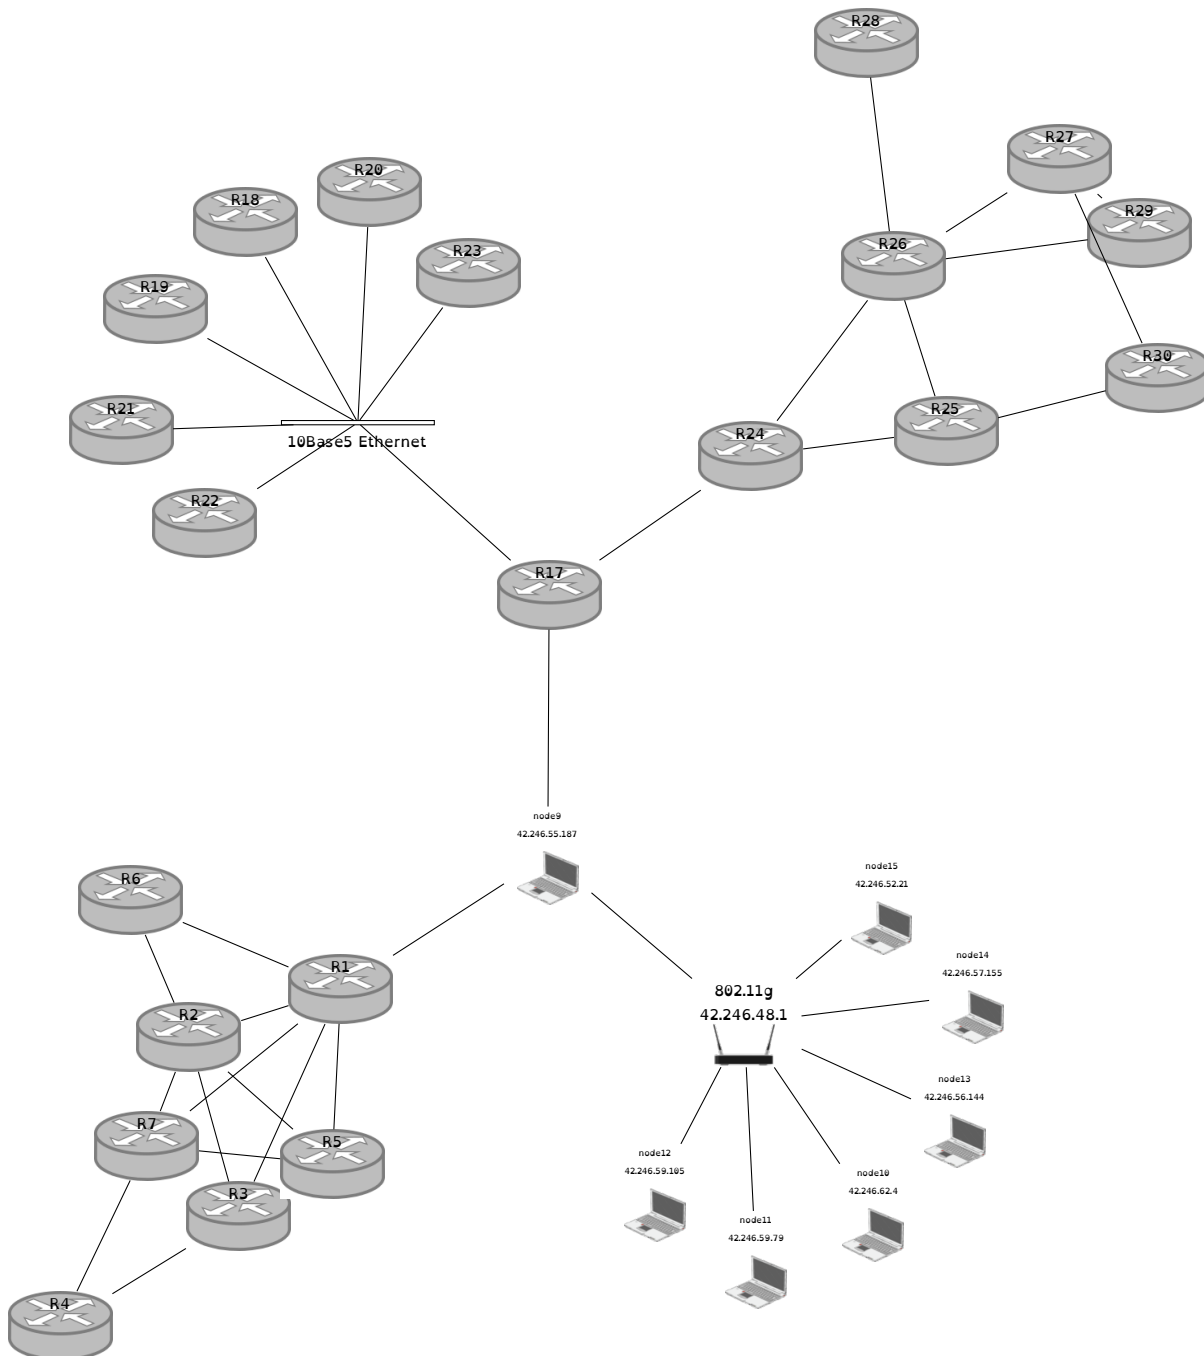 R28
R27
R20
R18
R29
R26
R23
R19
R30
R21
R25
10Base5 Ethernet
R24
R22
R17
node9
42.246.55.187
node15
42.246.52.21
R6
node14
42.246.57.155
R1
802.11g
42.246.48.1
R2
node13
42.246.56.144
R7
R5
node12
42.246.59.105
node10
42.246.62.4
R3
node11
42.246.59.79
R4